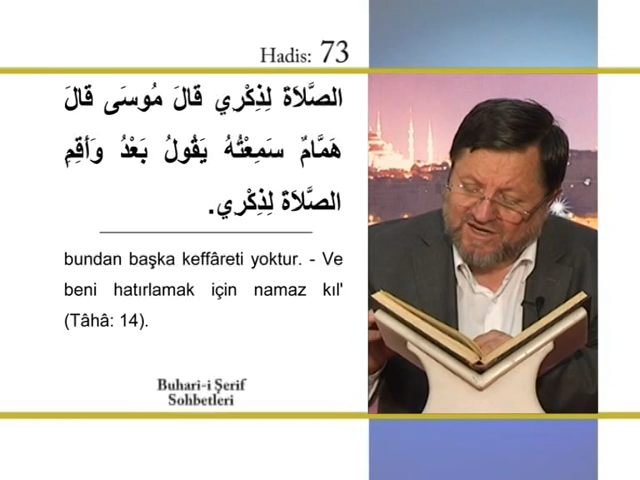 Hadis: 73
الصَّلاَةَ لِذِكْرِي قَالَ مُوسَى قَالَ
هَمَّامٌ سَمِعْتُهُ يَقُولُ بَعْدُ وَأَقِمِ
الصَّلاَةَ لِذِكْرِي.
bundan başka keffâreti yoktur. - Ve
beni hatırlamak için namaz kıl'
(Tâhâ: 14).
Buhari-i Şerif
Sohbetleri